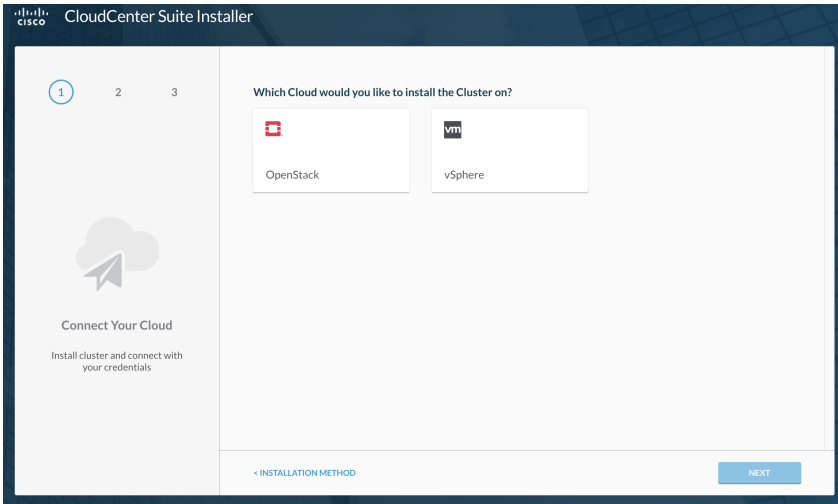 cisco CloudCenter Suite Installer
1 2 3
Which Cloud would you like to install the Cluster on?
vm
OpenStack vSphere
Connect Your Cloud
Install cluster and connect with
your credentials
< INSTALLATION METHOD NEXT